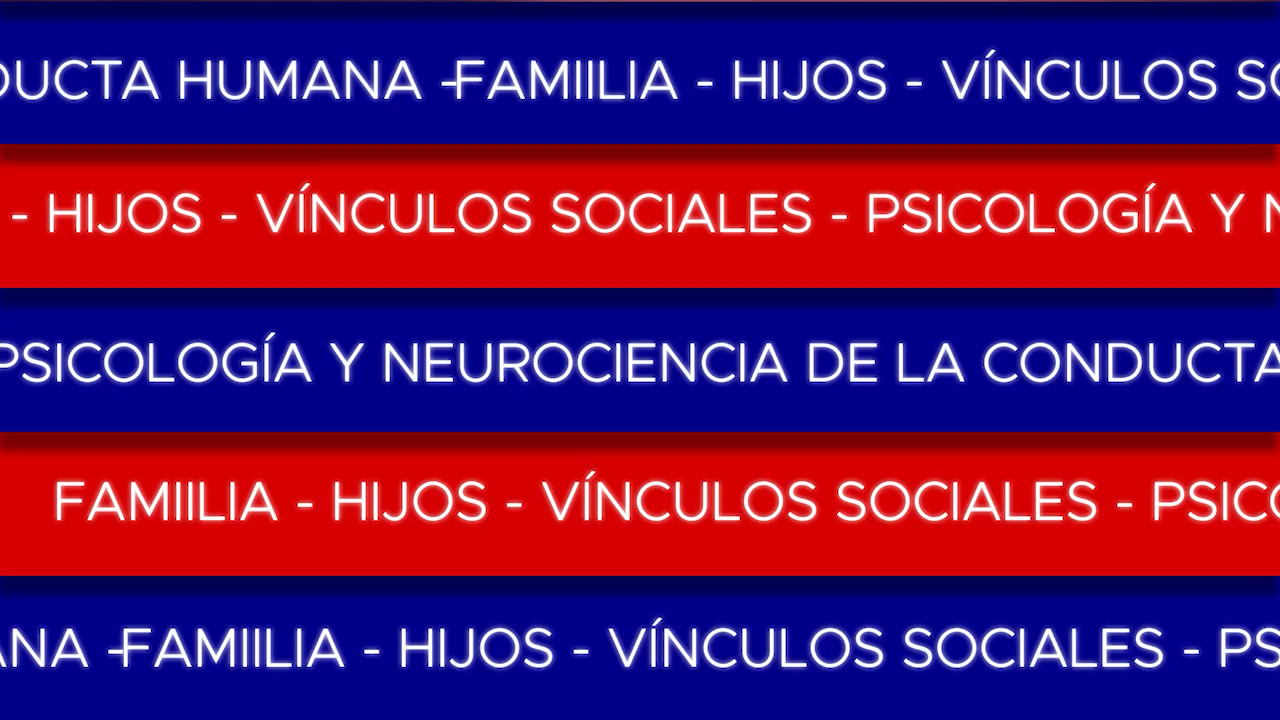 DUCTA HUMANA -FAMIILIA - HIJOS - VÍNCULOS SO
- HIJOS - VÍNCULOS SOCIALES - PSICOLOGÍA Y N
PSICOLOGÍA Y NEUROCIENCIA DE LA CONDUCTA
FAMIILIA - HIJOS - VÍNCULOS SOCIALES - PSICO
ANA -FAMIILIA - HIJOS - VÍNCULOS SOCIALES - PS